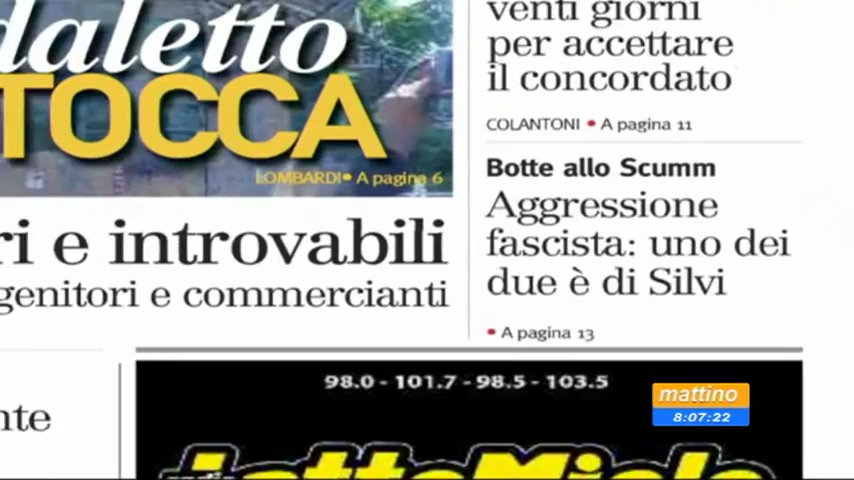 daletto
TOCCA
LOMBARDI • A pagina 6
ri e introvabili
genitori e commercianti
nte
venti giorni
per accettare
il concordato
COLANTONI • A pagina 11
Botte allo Scumm
Aggressione
fascista: uno dei
due è di Silvi
• A pagina 13
98.0 - 101.7 - 98.5 - 103.5
radio
LatteMiele
mattino
8:07:22